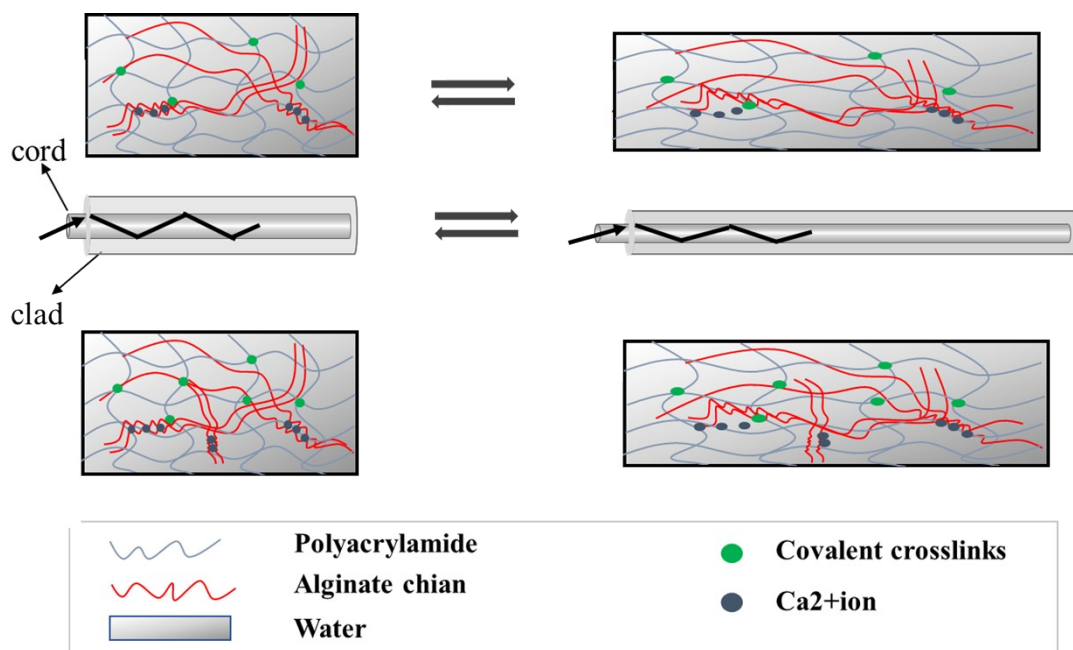 cord
clad
Polyacrylamide
Covalent crosslinks
Alginate chian
Ca2+ion
Water